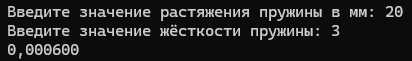 Введите значение растяжения пружины в мм: 20
Введите значение жёсткости пружины: 3
0,000600